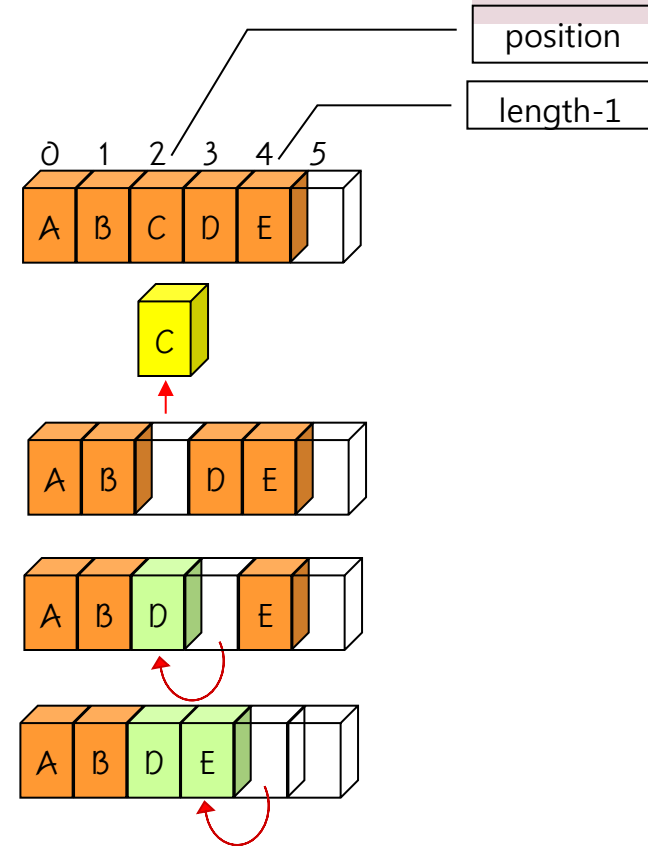 position
length-1
0 1 2 3 4 5
A B C D E
C
A B D E
A B D E
A B D E